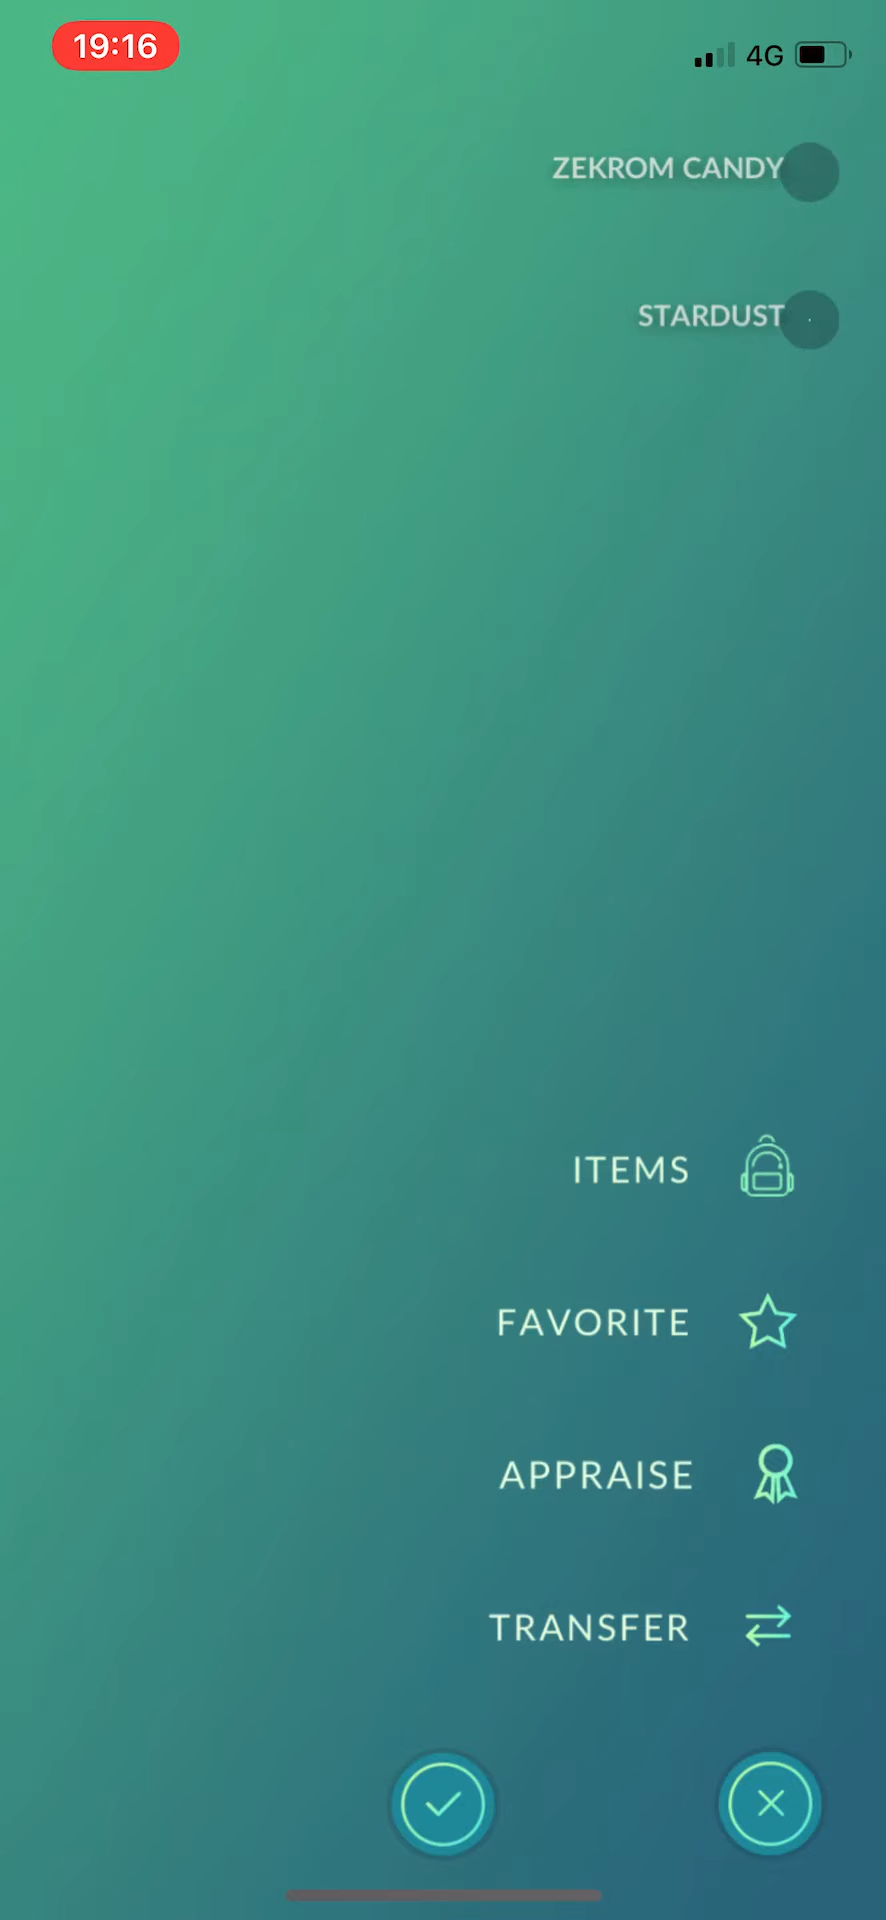 19:16
4G
ZEKROM CANDY
STARDUST
ITEMS
FAVORITE
APPRAISE
TRANSFER